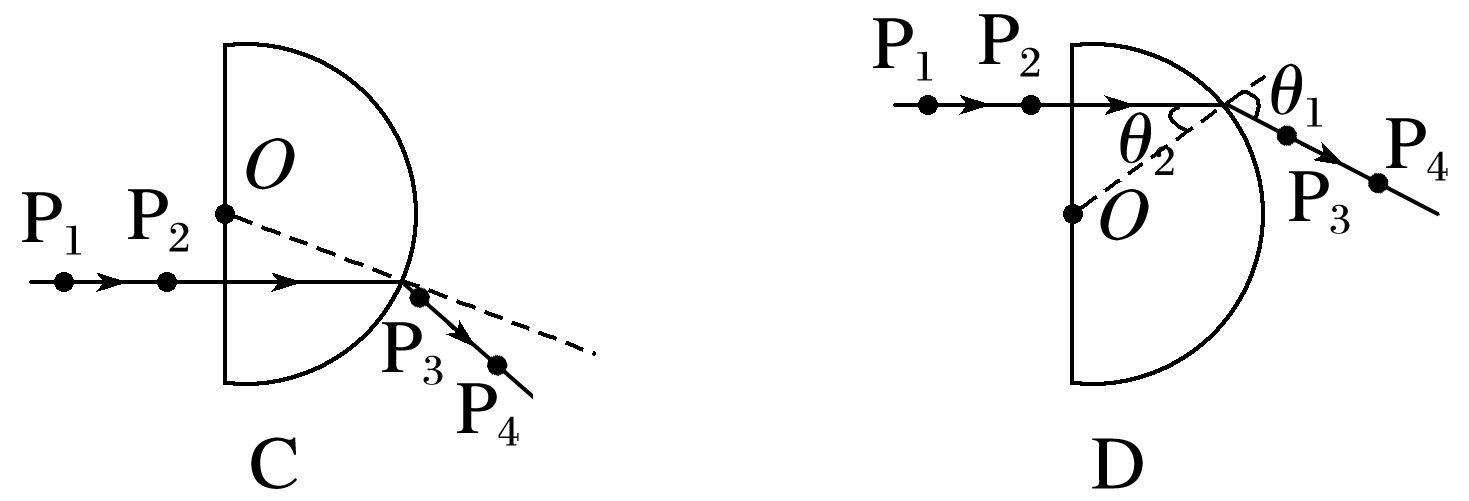 O
P₁ P₂
P₃
P₄
C
P₁ P₂
θ₁
θ₂
P₄
P₃
O
D